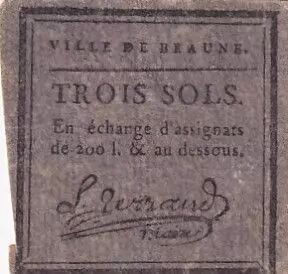 VILLE DE BEAUNE.
TROIS SOLS.
En échange d'assignats
de 200 l. & au dessous.